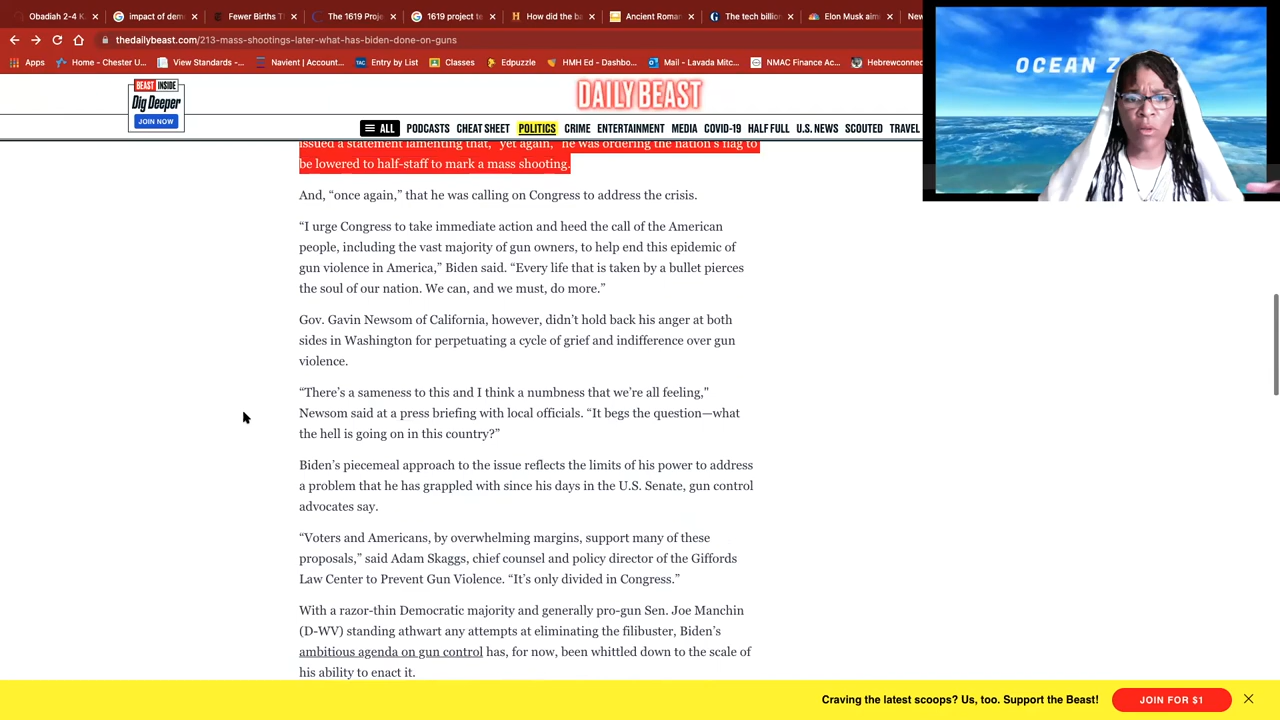 Obadiah 2-4 K
impact of dem
Fewer Births T
The 1619 Proje
1619 project te
How did the ba
Ancient Roman
The tech billion
Elon Musk aim
New
thedailybeast.com/213-mass-shootings-later-what-has-biden-done-on-guns
Apps
Home - Chester U...
View Standards -...
Navient | Account...
TAC
Entry by List
Classes
Edpuzzle
HMH Ed - Dashbo...
Mail - Lavada Mitc...
NMAC Finance Ac...
Hebrewconnec
OCEAN Z
BEAST INSIDE
Dig Deeper
JOIN NOW
DAILY BEAST
ALL PODCASTS CHEAT SHEET POLITICS CRIME ENTERTAINMENT MEDIA COVID-19 HALF FULL U.S. NEWS SCOUTED TRAVEL
issued a statement lamenting that, “yet again,” he was ordering the nation’s flag to
be lowered to half-staff to mark a mass shooting.
And, “once again,” that he was calling on Congress to address the crisis.
“I urge Congress to take immediate action and heed the call of the American
people, including the vast majority of gun owners, to help end this epidemic of
gun violence in America,” Biden said. “Every life that is taken by a bullet pierces
the soul of our nation. We can, and we must, do more.”
Gov. Gavin Newsom of California, however, didn’t hold back his anger at both
sides in Washington for perpetuating a cycle of grief and indifference over gun
violence.
“There’s a sameness to this and I think a numbness that we’re all feeling,"
Newsom said at a press briefing with local officials. “It begs the question—what
the hell is going on in this country?”
Biden’s piecemeal approach to the issue reflects the limits of his power to address
a problem that he has grappled with since his days in the U.S. Senate, gun control
advocates say.
“Voters and Americans, by overwhelming margins, support many of these
proposals,” said Adam Skaggs, chief counsel and policy director of the Giffords
Law Center to Prevent Gun Violence. “It’s only divided in Congress.”
With a razor-thin Democratic majority and generally pro-gun Sen. Joe Manchin
(D-WV) standing athwart any attempts at eliminating the filibuster, Biden’s
ambitious agenda on gun control has, for now, been whittled down to the scale of
his ability to enact it.
Craving the latest scoops? Us, too. Support the Beast!
JOIN FOR $1